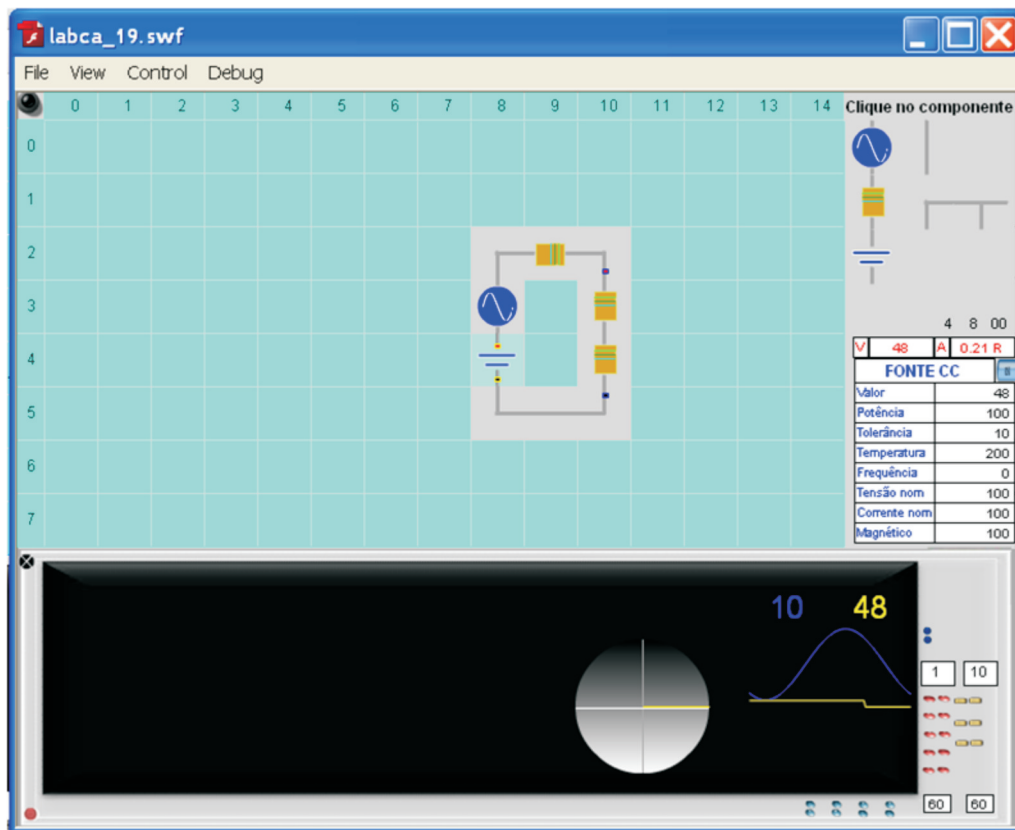 labca_19.swf
File View Control Debug
0 1 2 3 4 5 6 7 8 9 10 11 12 13 14
Clique no componente
0
1
2
3
4
5
6
7
4 8 00
V 48 A 0.21 R
FONTE CC
Valor 48
Potência 100
Tolerância 10
Temperatura 200
Frequência 0
Tensão nom 100
Corrente nom 100
Magnético 100
10 48
1 10
60 60